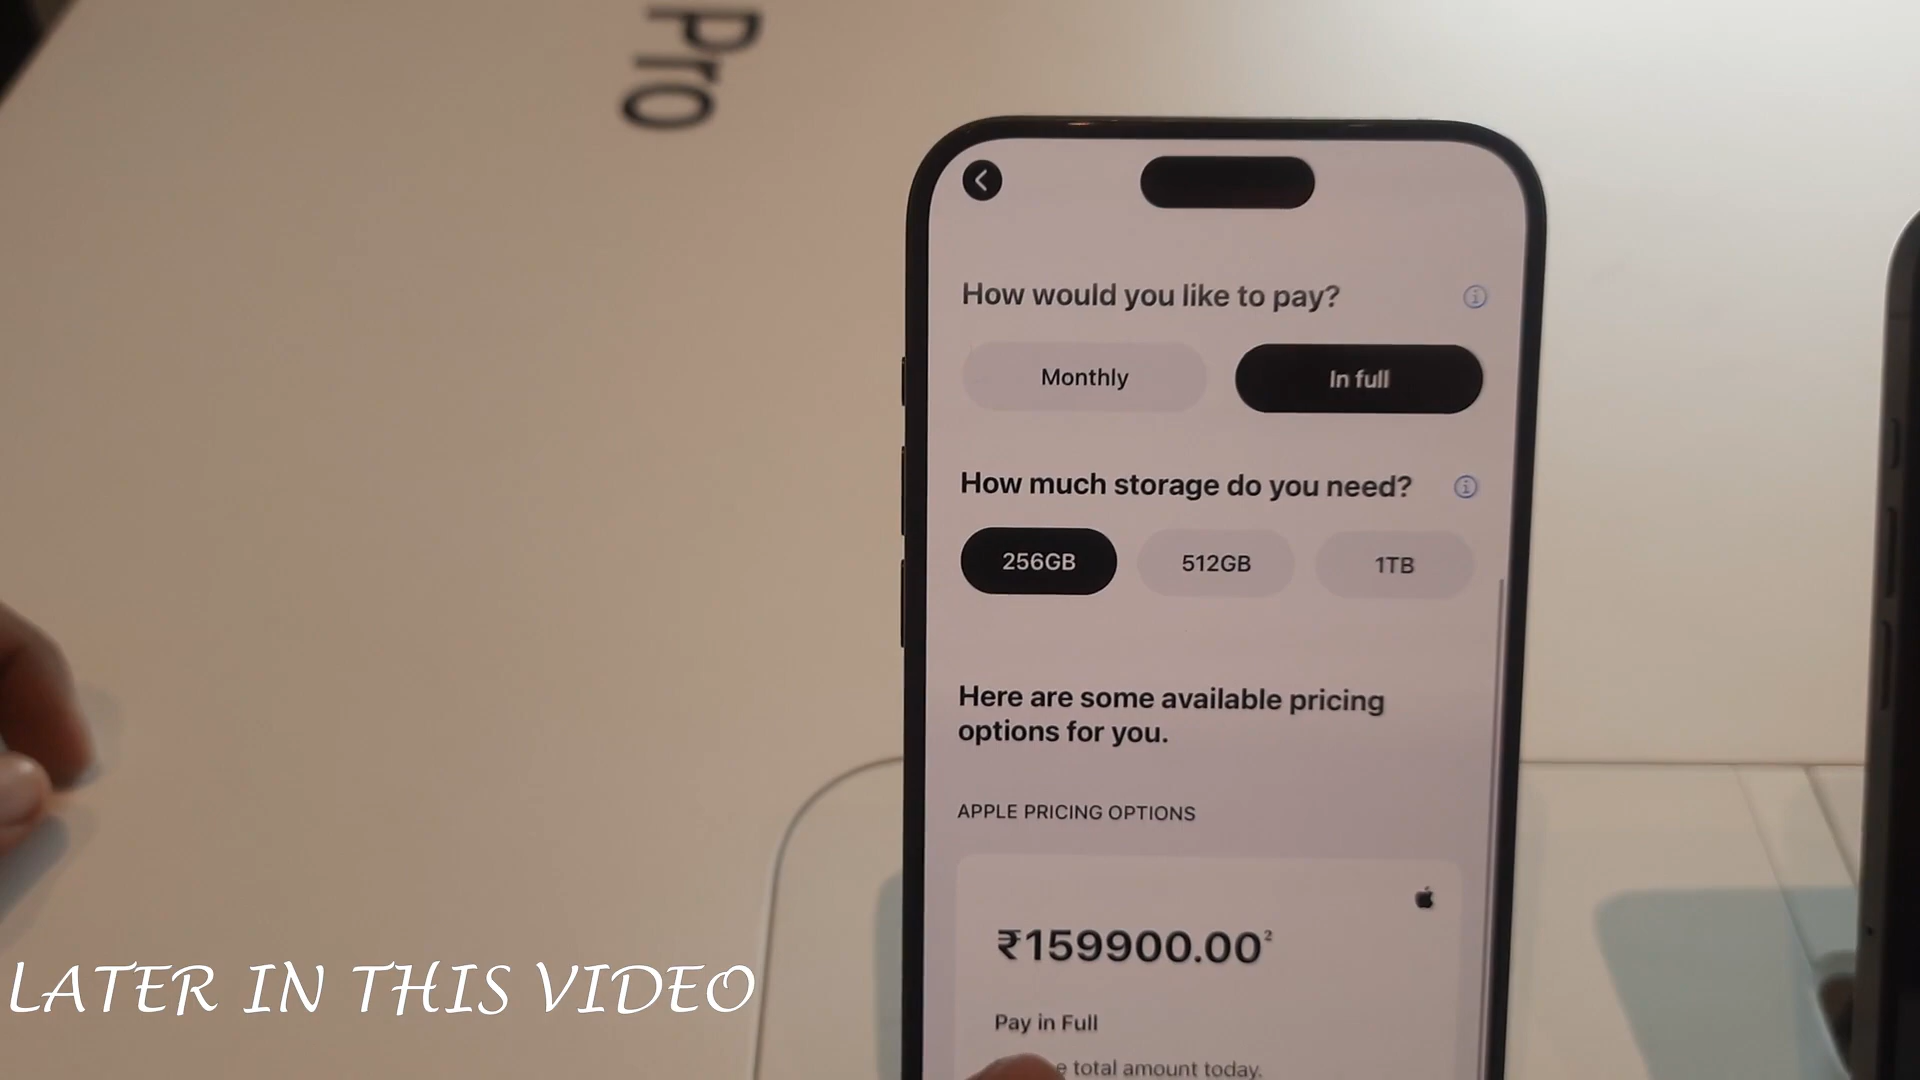 Pro
How would you like to pay?
Monthly
In full
How much storage do you need?
256GB
512GB
1TB
Here are some available pricing
options for you.
APPLE PRICING OPTIONS
₹159900.00²
Pay in Full
total amount today.
LATER IN THIS VIDEO